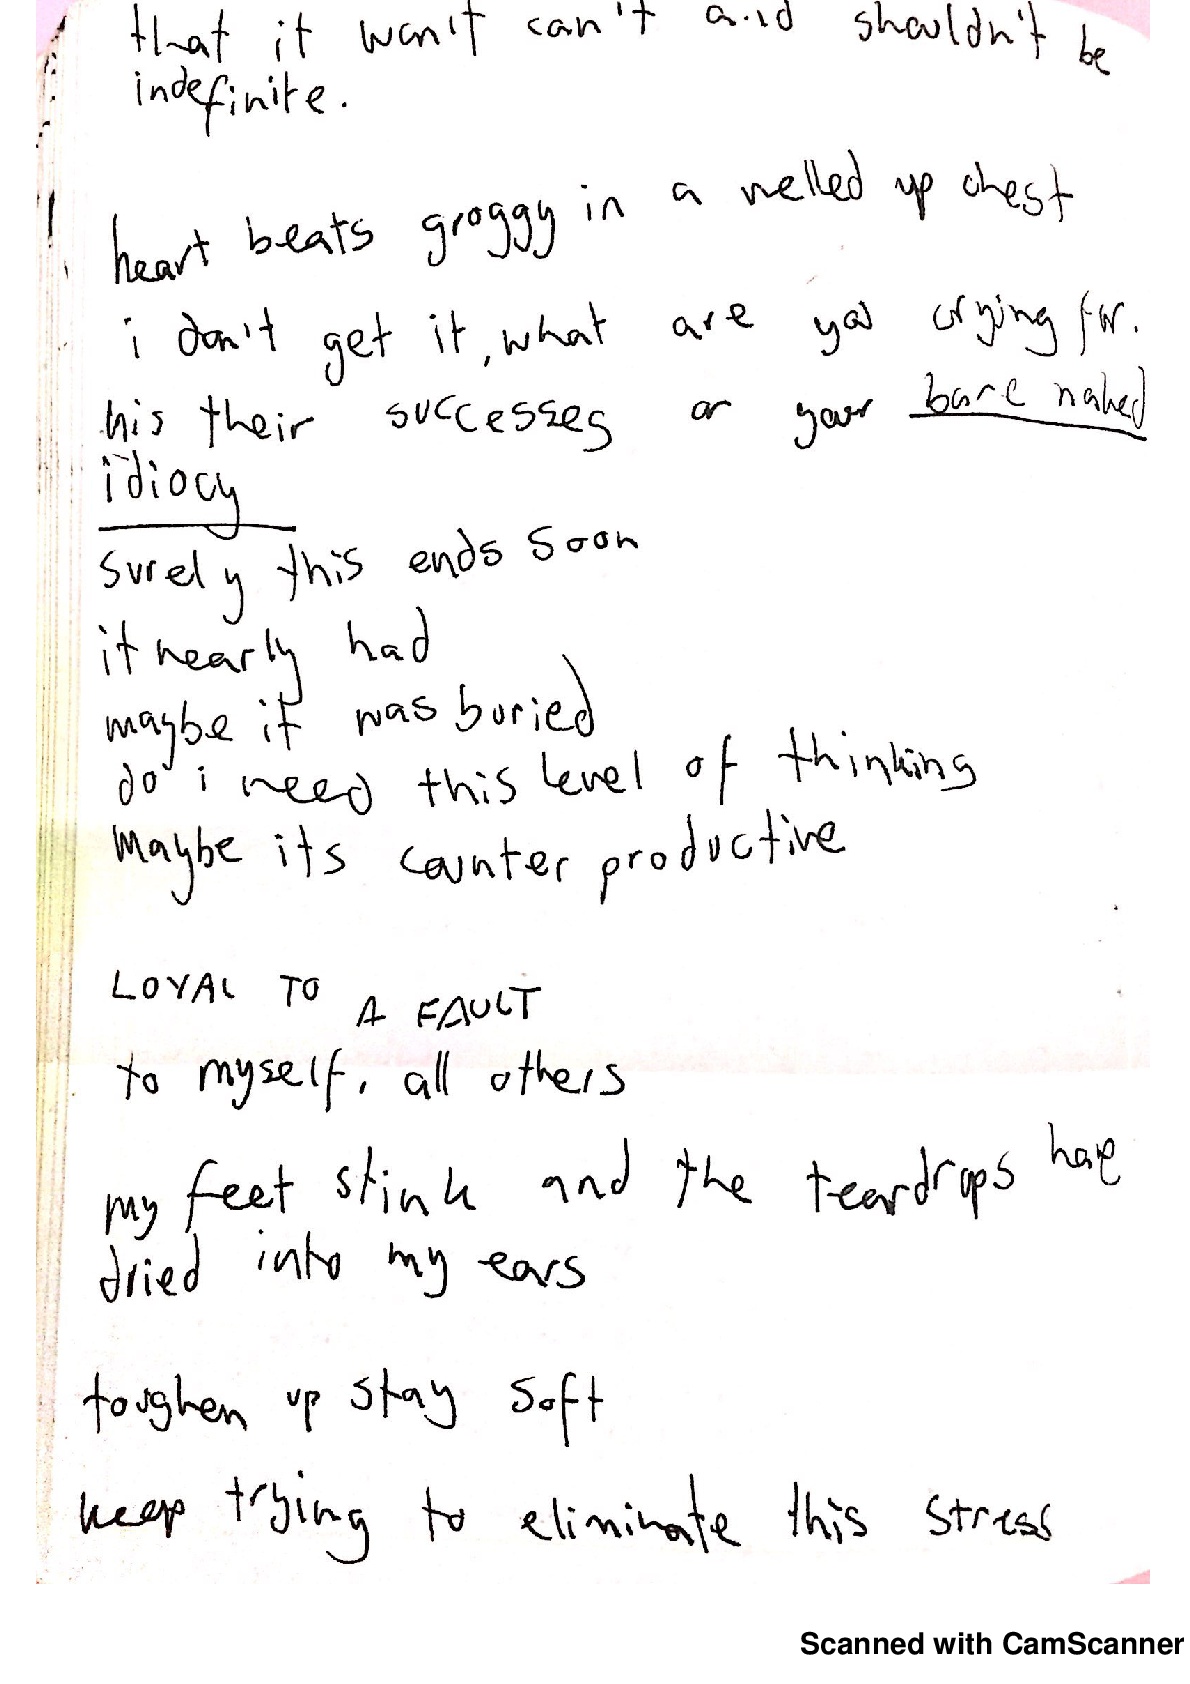 that it won't can't and shouldn't be
indefinite.
heart beats groggy in a welled up chest
i don't get it, what are you crying for.
his their successes or your bare naked
idiocy
surely this ends soon
it nearly had
maybe it was buried
do i need this level of thinking
maybe its counter productive
LOYAL TO A FAULT
to myself, all others
my feet stink and the teardrops have
dried into my ears
toughen up stay soft
keep trying to eliminate this stress
Scanned with CamScanner